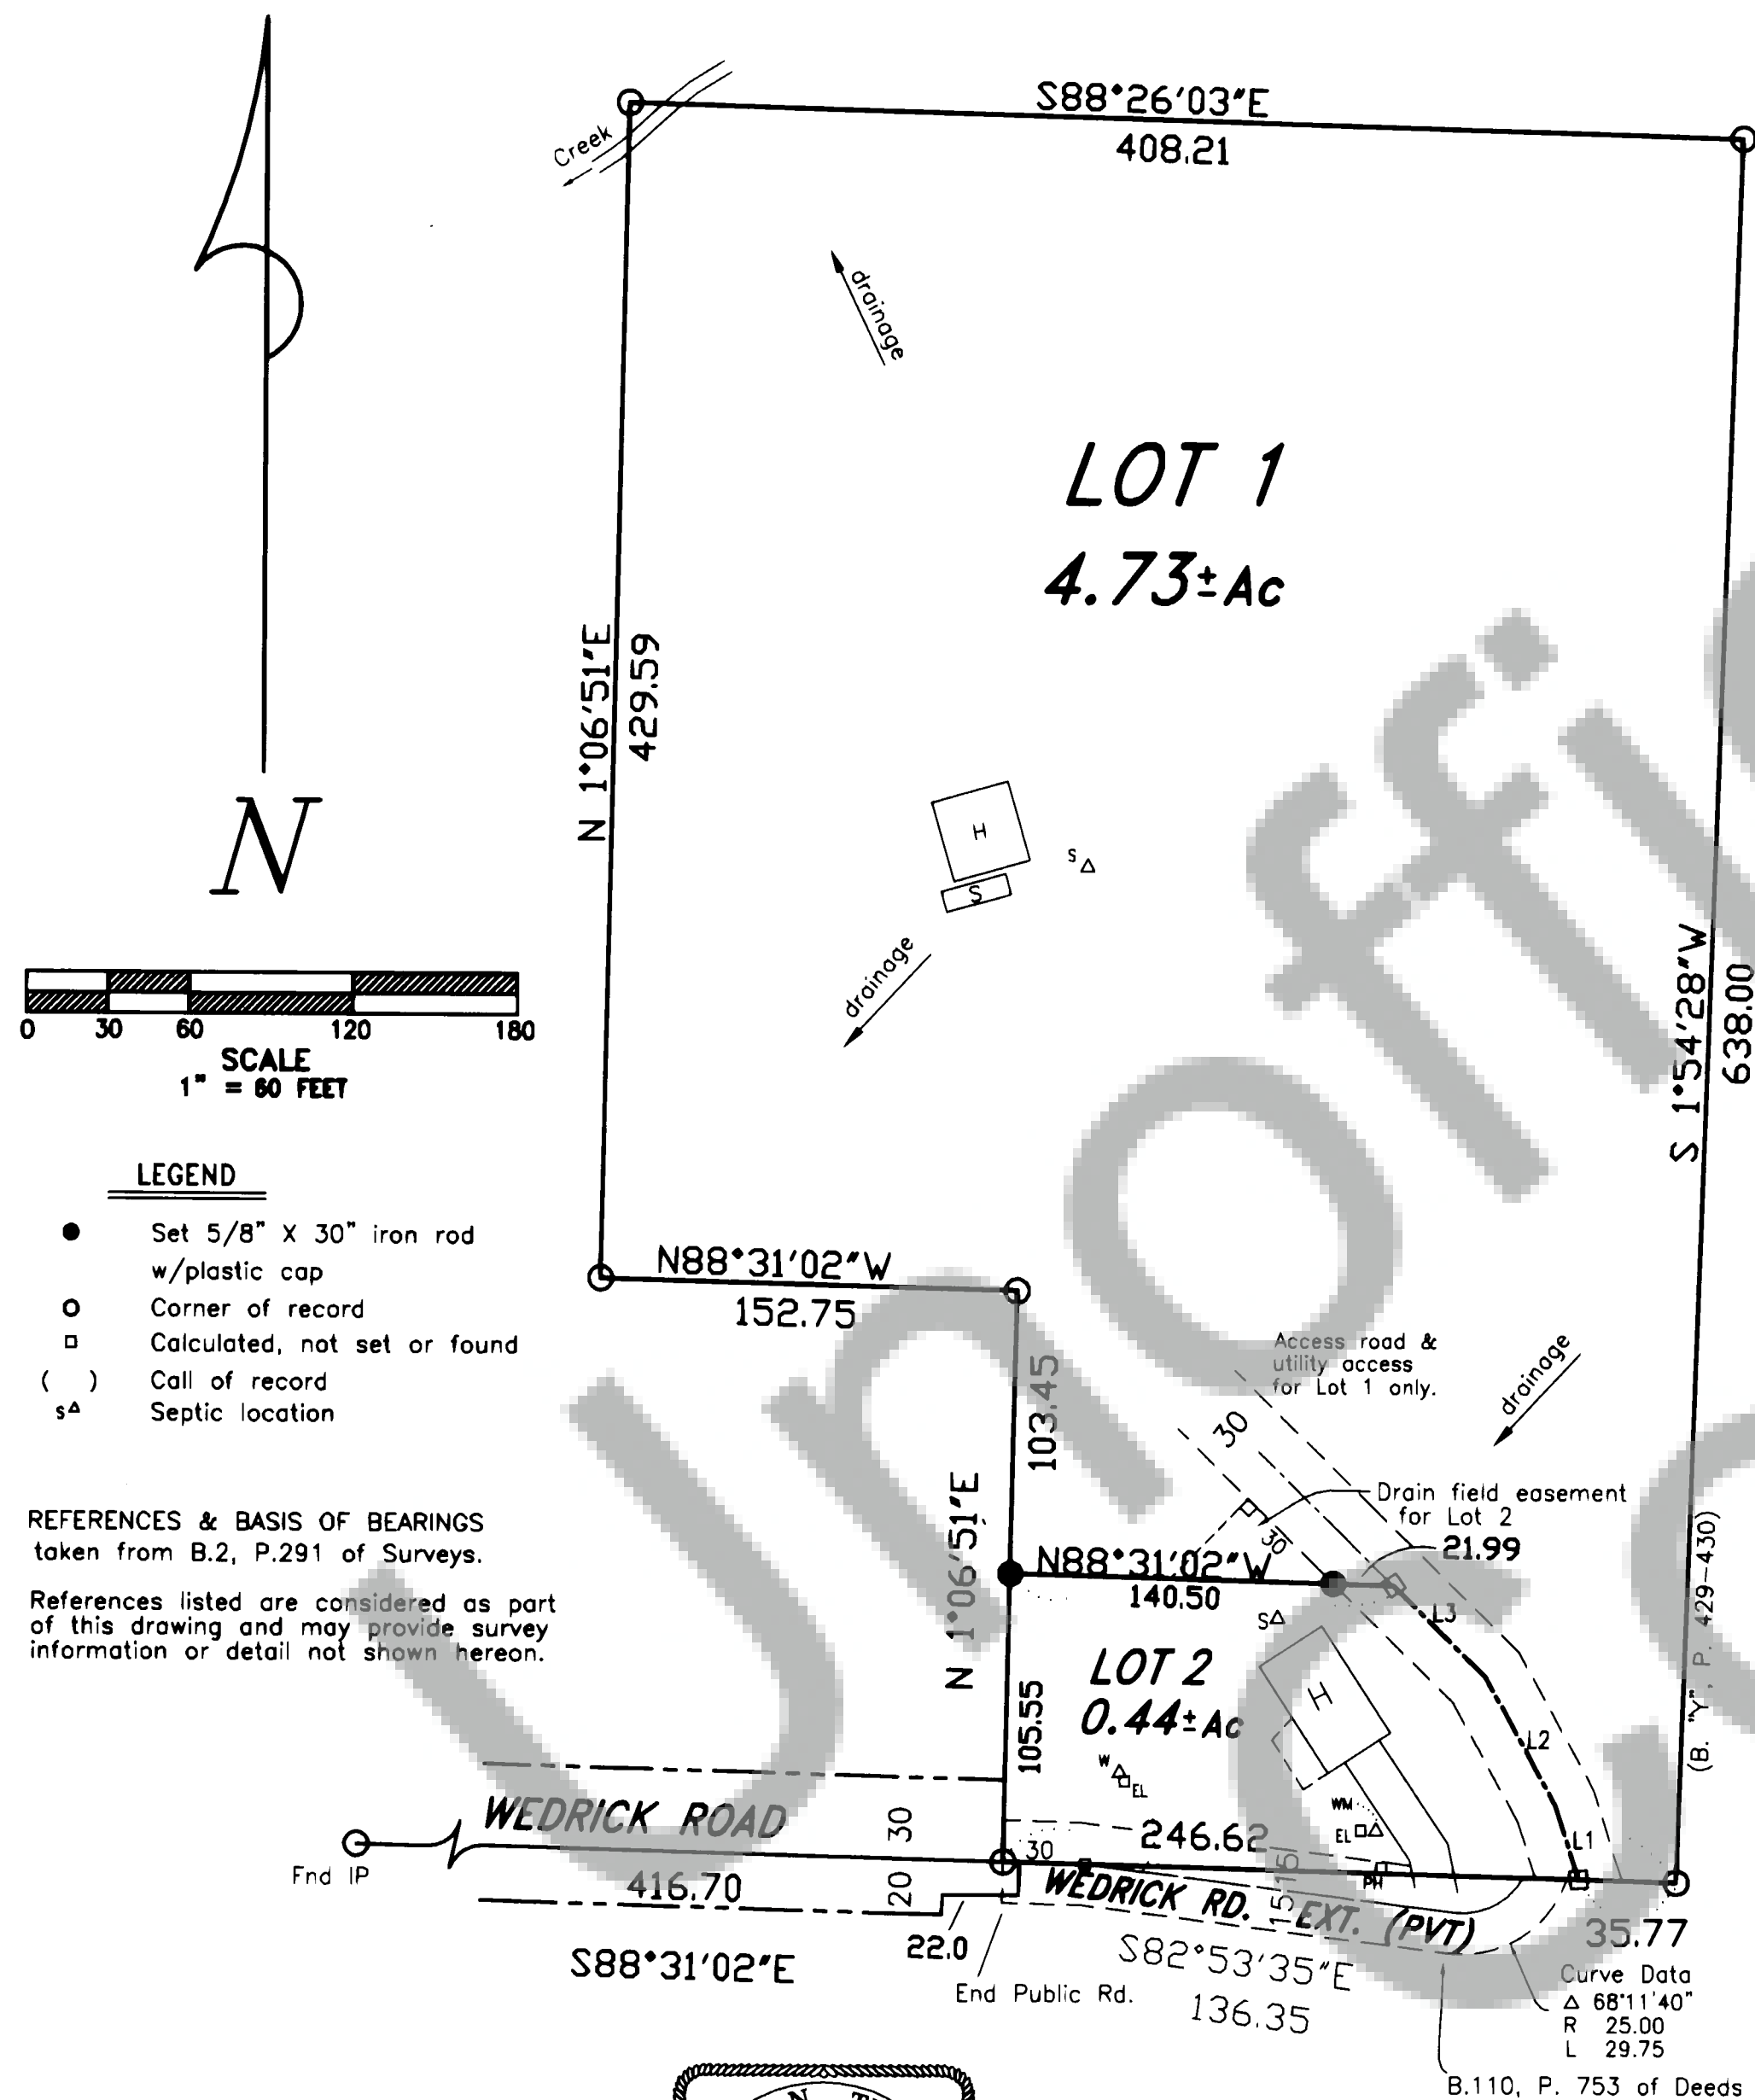 S88°26'03"E
408.21
Creek
drainage
LOT 1
4.73±Ac
N 1°06'51"E
429.59
N
H
S
S
drainage
S 1°54'28"W
638.00
0 30 60 120 180
SCALE
1" = 60 FEET
LEGEND
Set 5/8" X 30" iron rod
w/plastic cap
Corner of record
Calculated, not set or found
( ) Call of record
S Septic location
N88°31'02"W
152.75
103.45
Access road &
utility access
for Lot 1 only.
drainage
30
Drain field easement
for Lot 2
30
21.99
REFERENCES & BASIS OF BEARINGS
taken from B.2, P.291 of Surveys.
References listed are considered as part
of this drawing and may provide survey
information or detail not shown hereon.
N 1°06'51"E
N88°31'02"W
140.50
S
L3
(B. "Y", P. 429-430)
LOT 2
0.44±Ac
H
105.55
L2
W
EL
WM
EL
L1
WEDRICK ROAD
30
30
246.62
Fnd IP
416.70
20
PH
WEDRICK RD. EXT. (PVT)
15 15
35.77
22.0
S88°31'02"E
End Public Rd.
S82°53'35"E
136.35
Curve Data
Δ 68°11'40"
R 25.00
L 29.75
B.110, P. 753 of Deeds
N T
Unoffi